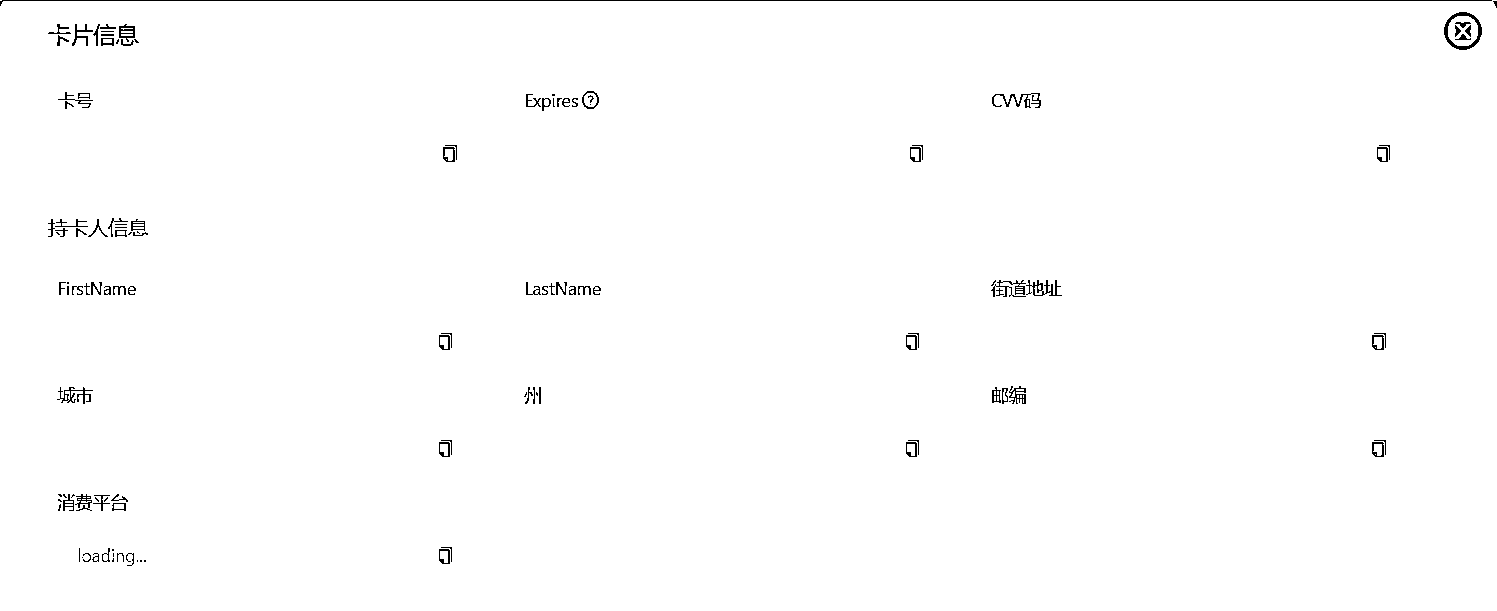 卡片信息
卡号 Expires CVV码
持卡人信息
FirstName LastName 街道地址
城市 州 邮编
消费平台
loading...